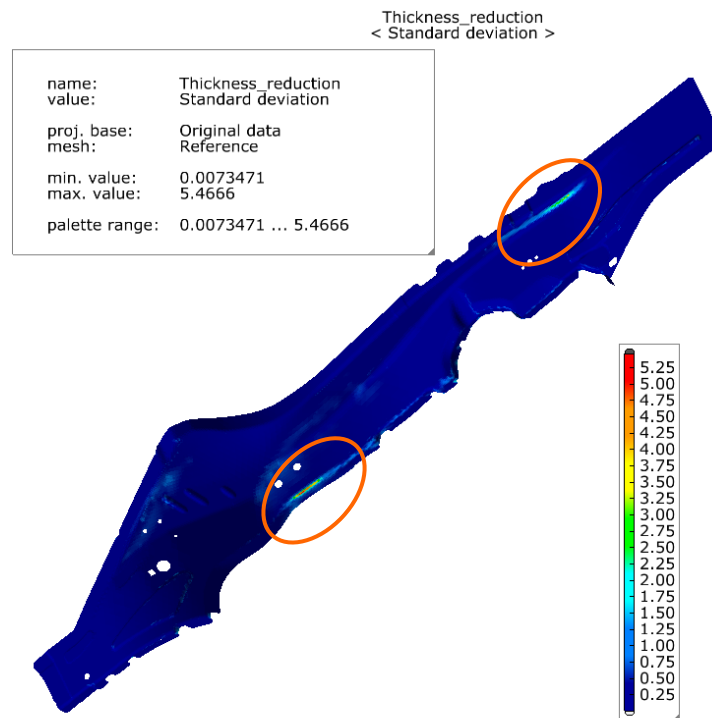 Thickness_reduction
< Standard deviation >
name: Thickness_reduction
value: Standard deviation
proj. base: Original data
mesh: Reference
min. value: 0.0073471
max. value: 5.4666
palette range: 0.0073471 ... 5.4666
5.25
5.00
4.75
4.50
4.25
4.00
3.75
3.50
3.25
3.00
2.75
2.50
2.25
2.00
1.75
1.50
1.25
1.00
0.75
0.50
0.25